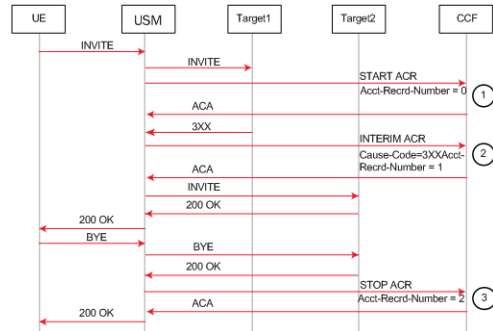 UE USM Target1 Target2 CCF
INVITE
INVITE
START ACR
Acct-Recrd-Number = 0
1
ACA
3XX
INTERIM ACR
2
Cause-Code=3XXAcct-
Recrd-Number = 1
ACA
INVITE
200 OK
200 OK
BYE
BYE
200 OK
STOP ACR
Acct-Recrd-Number = 2
3
ACA
200 OK